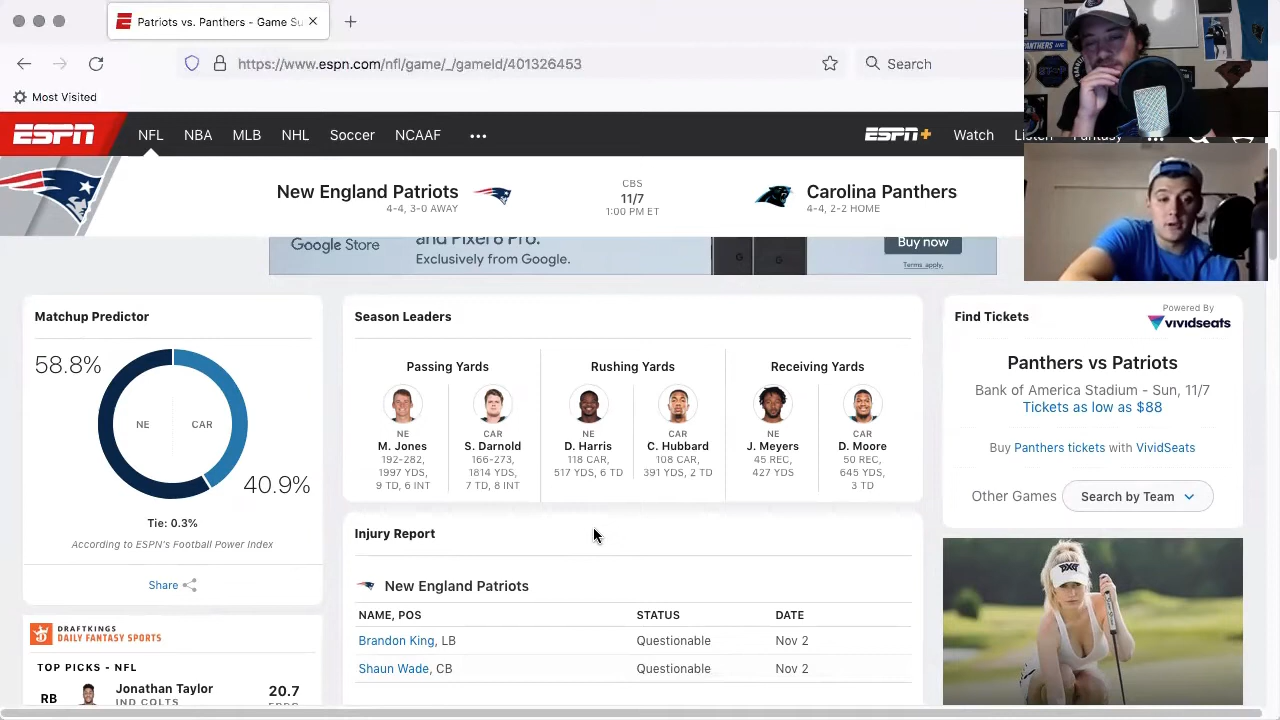 Patriots vs. Panthers - Game Su
https://www.espn.com/nfl/game/_/gameId/401326453
Search
Most Visited
ESPN
NFL
NBA
MLB
NHL
Soccer
NCAAF
ESPN+
Watch
Listen
Fantasy
PANTHERS
New England Patriots
4-4, 3-0 AWAY
CBS
11/7
1:00 PM ET
Carolina Panthers
4-4, 2-2 HOME
Google Store
and Pixel 6 Pro.
Exclusively from Google.
G
G
Buy now
Terms apply.
Matchup Predictor
58.8%
NE
CAR
40.9%
Tie: 0.3%
According to ESPN's Football Power Index
Share
DRAFTKINGS
DAILY FANTASY SPORTS
TOP PICKS - NFL
RB
Jonathan Taylor
IND COLTS
20.7
Season Leaders
Passing Yards
NE
M. Jones
192-282,
1997 YDS,
9 TD, 6 INT
CAR
S. Darnold
166-273,
1814 YDS,
7 TD, 8 INT
Rushing Yards
NE
D. Harris
118 CAR,
517 YDS, 6 TD
CAR
C. Hubbard
108 CAR,
391 YDS, 2 TD
Receiving Yards
NE
J. Meyers
45 REC,
427 YDS
CAR
D. Moore
50 REC,
645 YDS,
3 TD
Injury Report
New England Patriots
NAME, POS STATUS DATE
Brandon King, LB Questionable Nov 2
Shaun Wade, CB Questionable Nov 2
Find Tickets
Powered By
vividseats
Panthers vs Patriots
Bank of America Stadium - Sun, 11/7
Tickets as low as $88
Buy Panthers tickets with VividSeats
Other Games
Search by Team
PXG